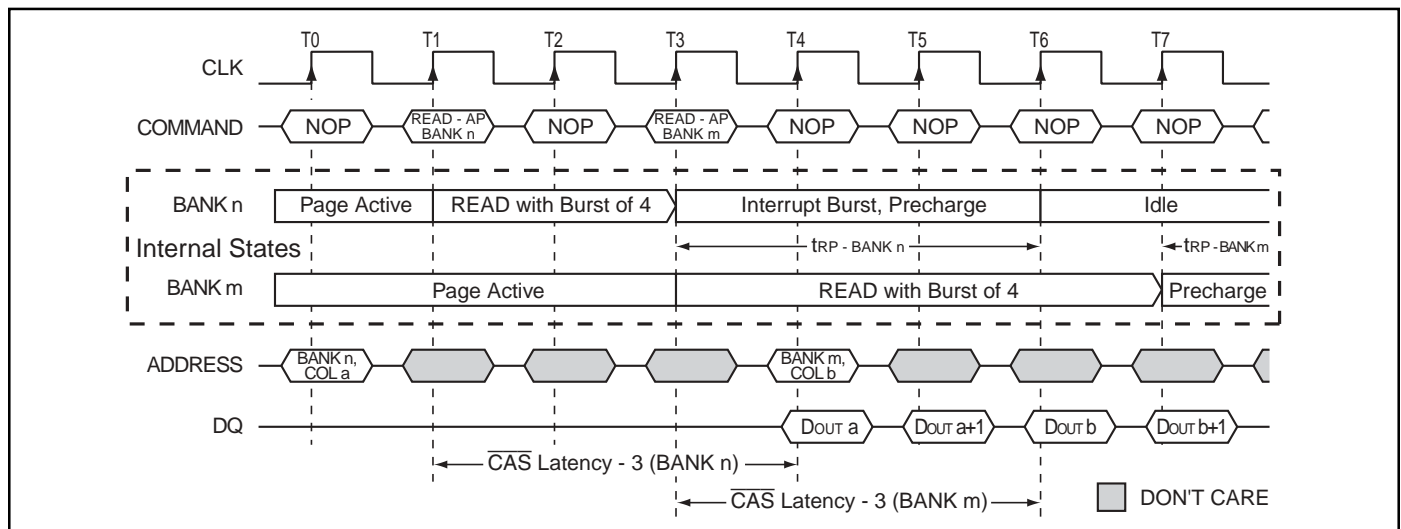 T0 T1 T2 T3 T4 T5 T6 T7
CLK
COMMAND NOP READ - AP BANK n NOP READ - AP BANK m NOP NOP NOP NOP
BANK n Page Active READ with Burst of 4 Interrupt Burst, Precharge Idle
Internal States tRP - BANK n tRP - BANK m
BANK m Page Active READ with Burst of 4 Precharge
ADDRESS BANK n, COL a BANK m, COL b
DQ DOUT a DOUT a+1 DOUT b DOUT b+1
CAS Latency - 3 (BANK n)
CAS Latency - 3 (BANK m) DON'T CARE